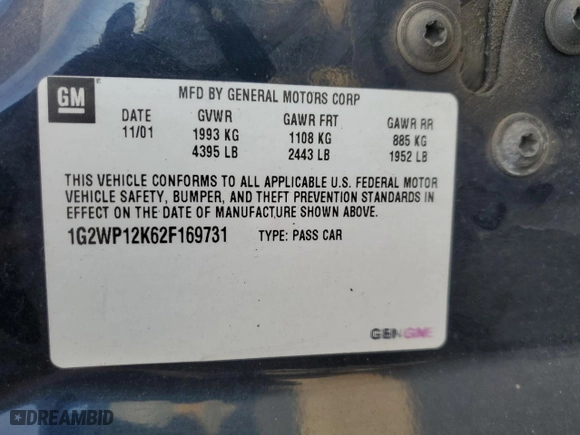 GM
MFD BY GENERAL MOTORS CORP
DATE GVWR GAWR FRT GAWR RR
11/01 1993 KG 1108 KG 885 KG
4395 LB 2443 LB 1952 LB
THIS VEHICLE CONFORMS TO ALL APPLICABLE U.S. FEDERAL MOTOR
VEHICLE SAFETY, BUMPER, AND THEFT PREVENTION STANDARDS IN
EFFECT ON THE DATE OF MANUFACTURE SHOWN ABOVE.
1G2WP12K62F169731 TYPE: PASS CAR
DREAMBID